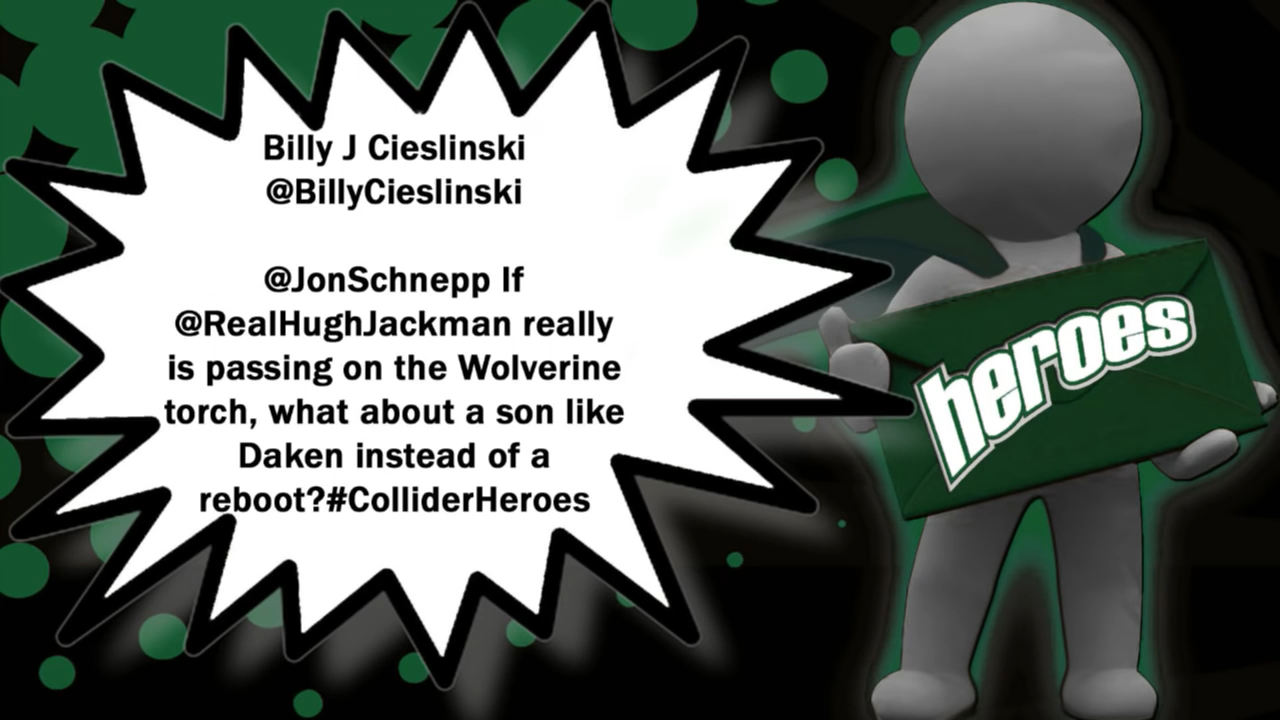 Billy J Cieslinski
@BillyCieslinski
@JonSchnepp If
@RealHughJackman really
is passing on the Wolverine
torch, what about a son like
Daken instead of a
reboot?#ColliderHeroes
heroes